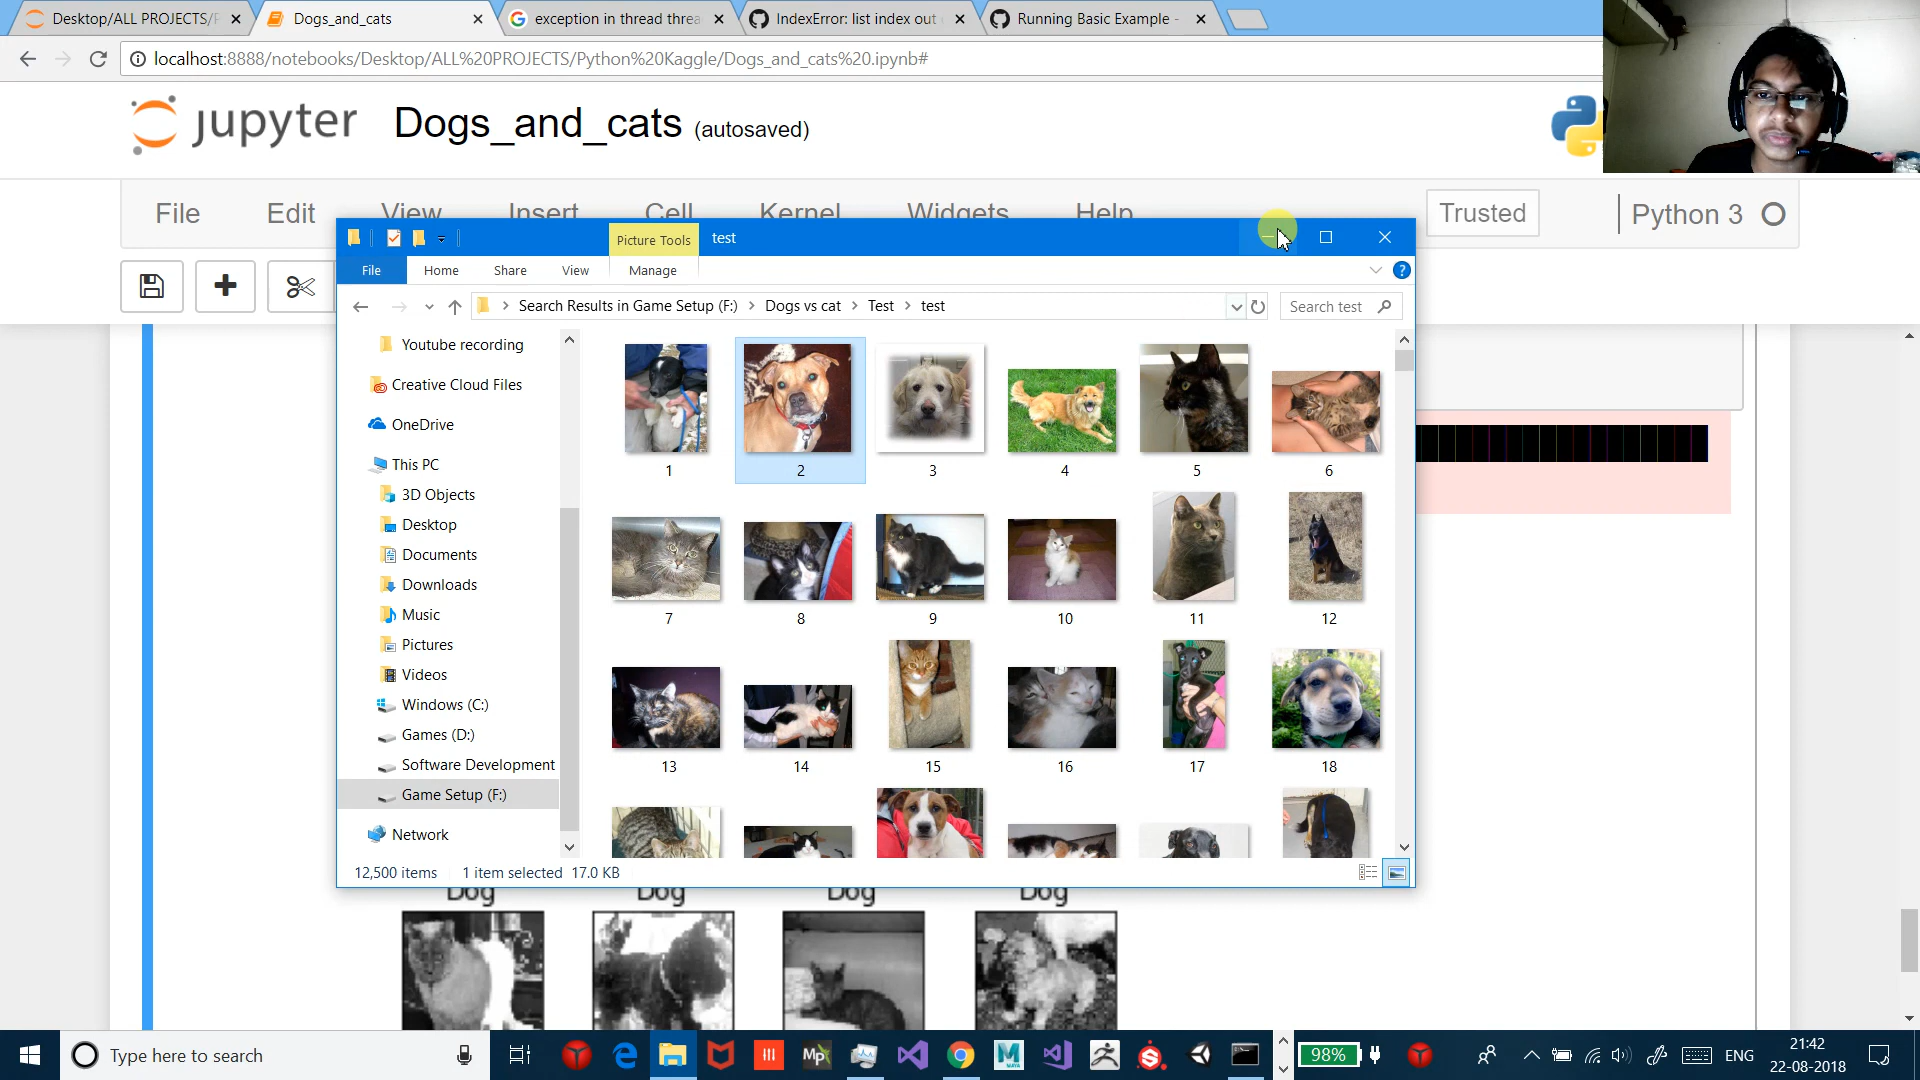 Desktop/ALL PROJECTS/P
Dogs_and_cats
exception in thread threa
IndexError: list index out
Running Basic Example -
localhost:8888/notebooks/Desktop/ALL%20PROJECTS/Python%20Kaggle/Dogs_and_cats%20.ipynb#
jupyter Dogs_and_cats (autosaved)
File Edit View Insert Cell Kernel Widgets Help Trusted Python 3
Picture Tools test
File Home Share View Manage
Search Results in Game Setup (F:) Dogs vs cat Test test Search test
Youtube recording
Creative Cloud Files
OneDrive
This PC
3D Objects
Desktop
Documents
Downloads
Music
Pictures
Videos
Windows (C:)
Games (D:)
Software Development
Game Setup (F:)
Network
1 2 3 4 5 6
7 8 9 10 11 12
13 14 15 16 17 18
12,500 items 1 item selected 17.0 KB
Dog Dog Dog Dog
Type here to search
Mp
MAYA
98%
ENG
21:42
22-08-2018